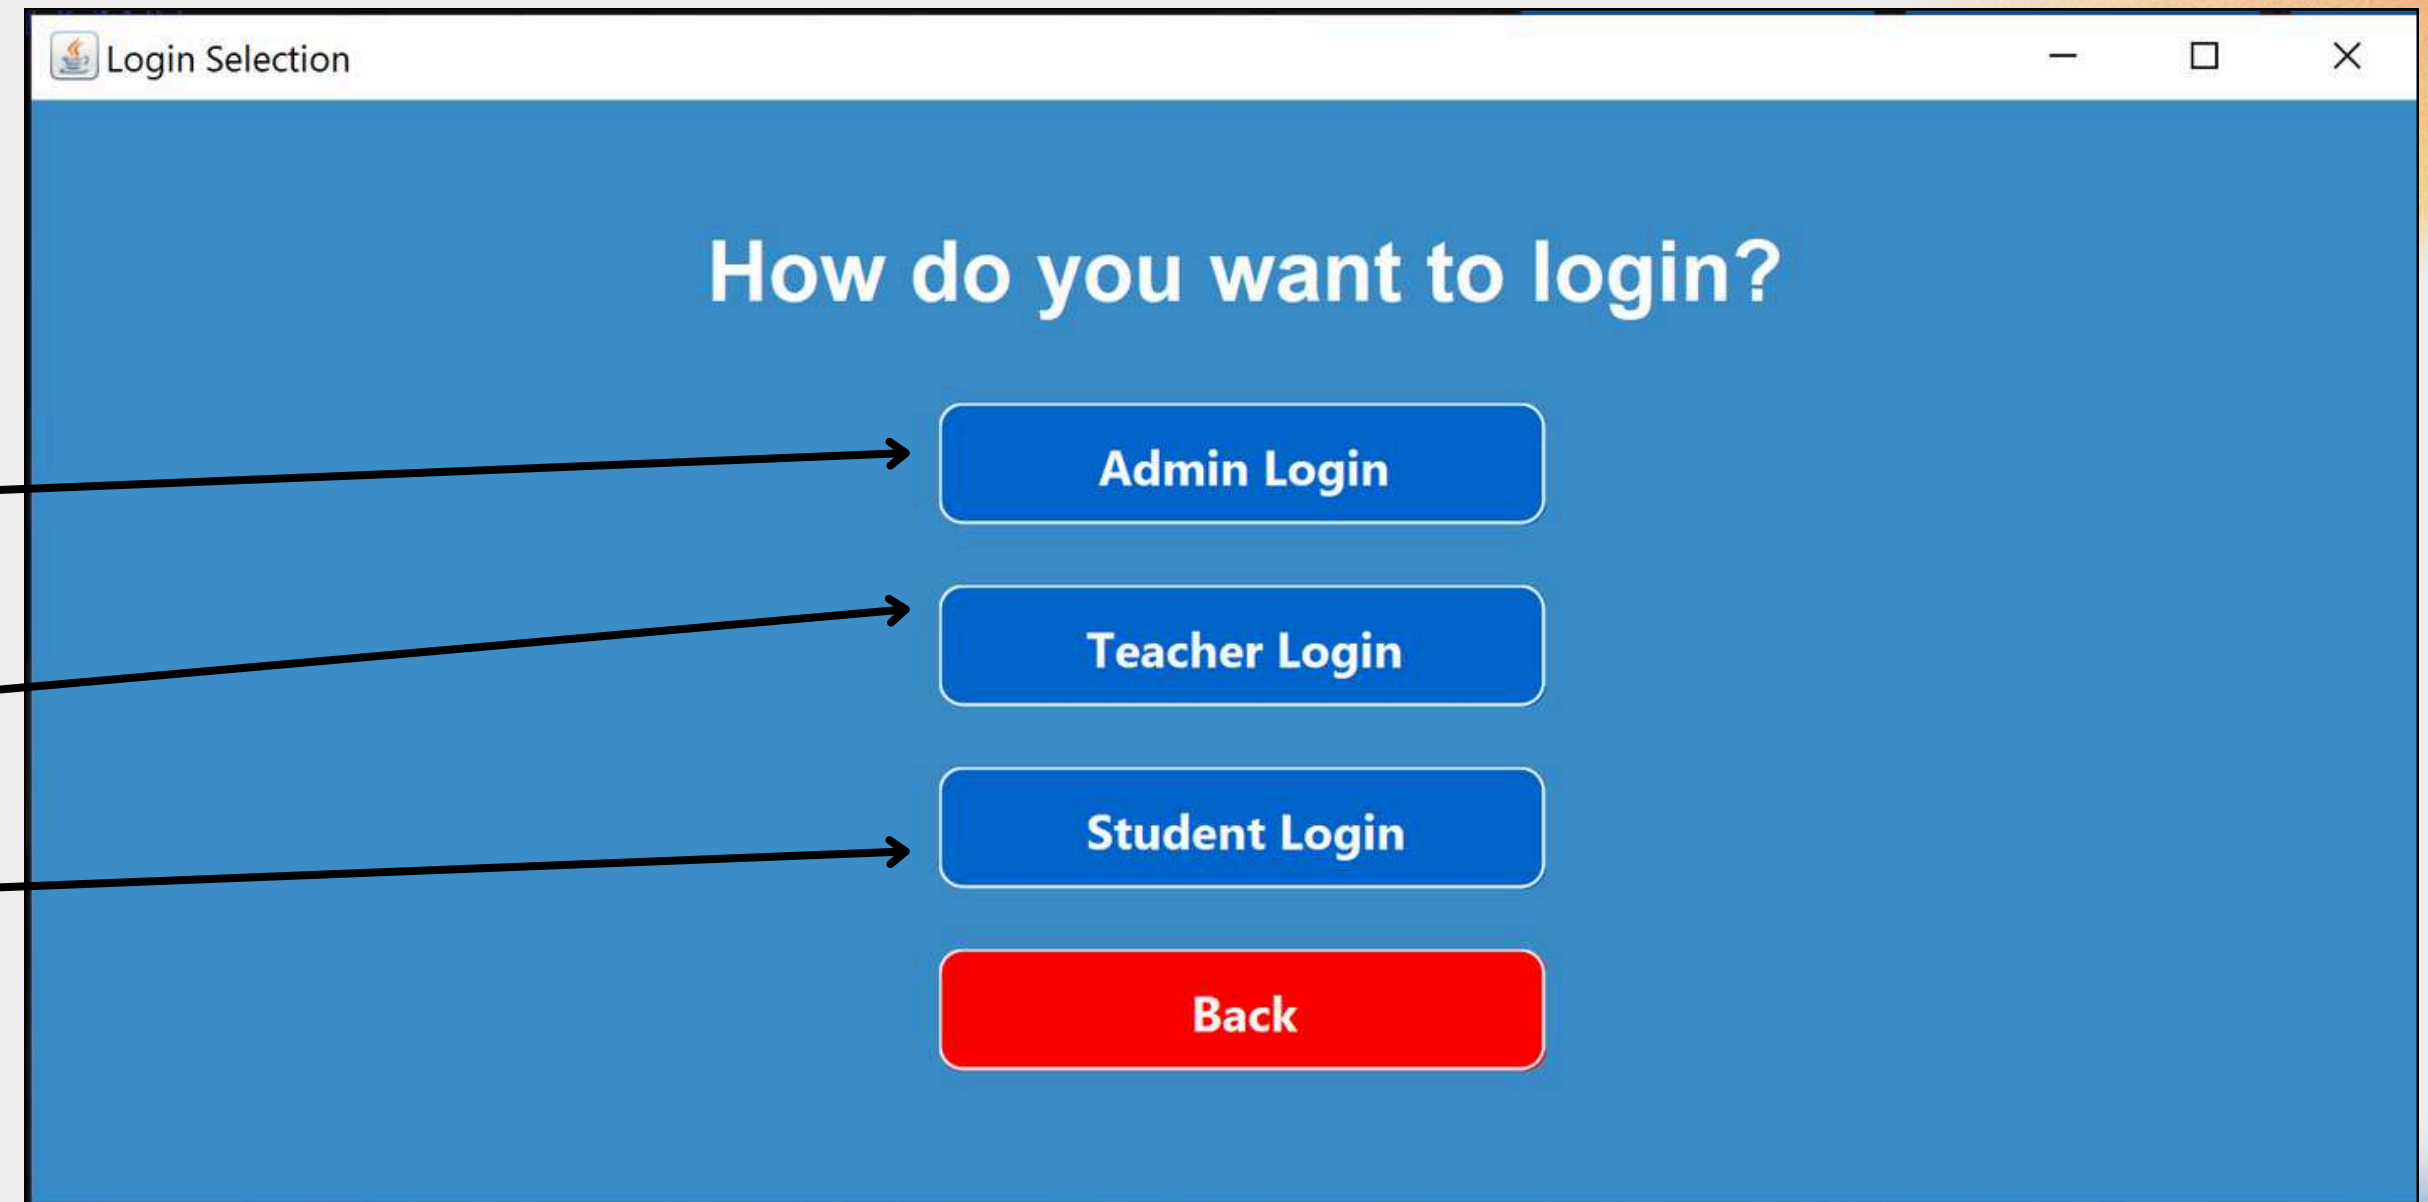 Login Selection
How do you want to login?
Admin Login
Teacher Login
Student Login
Back